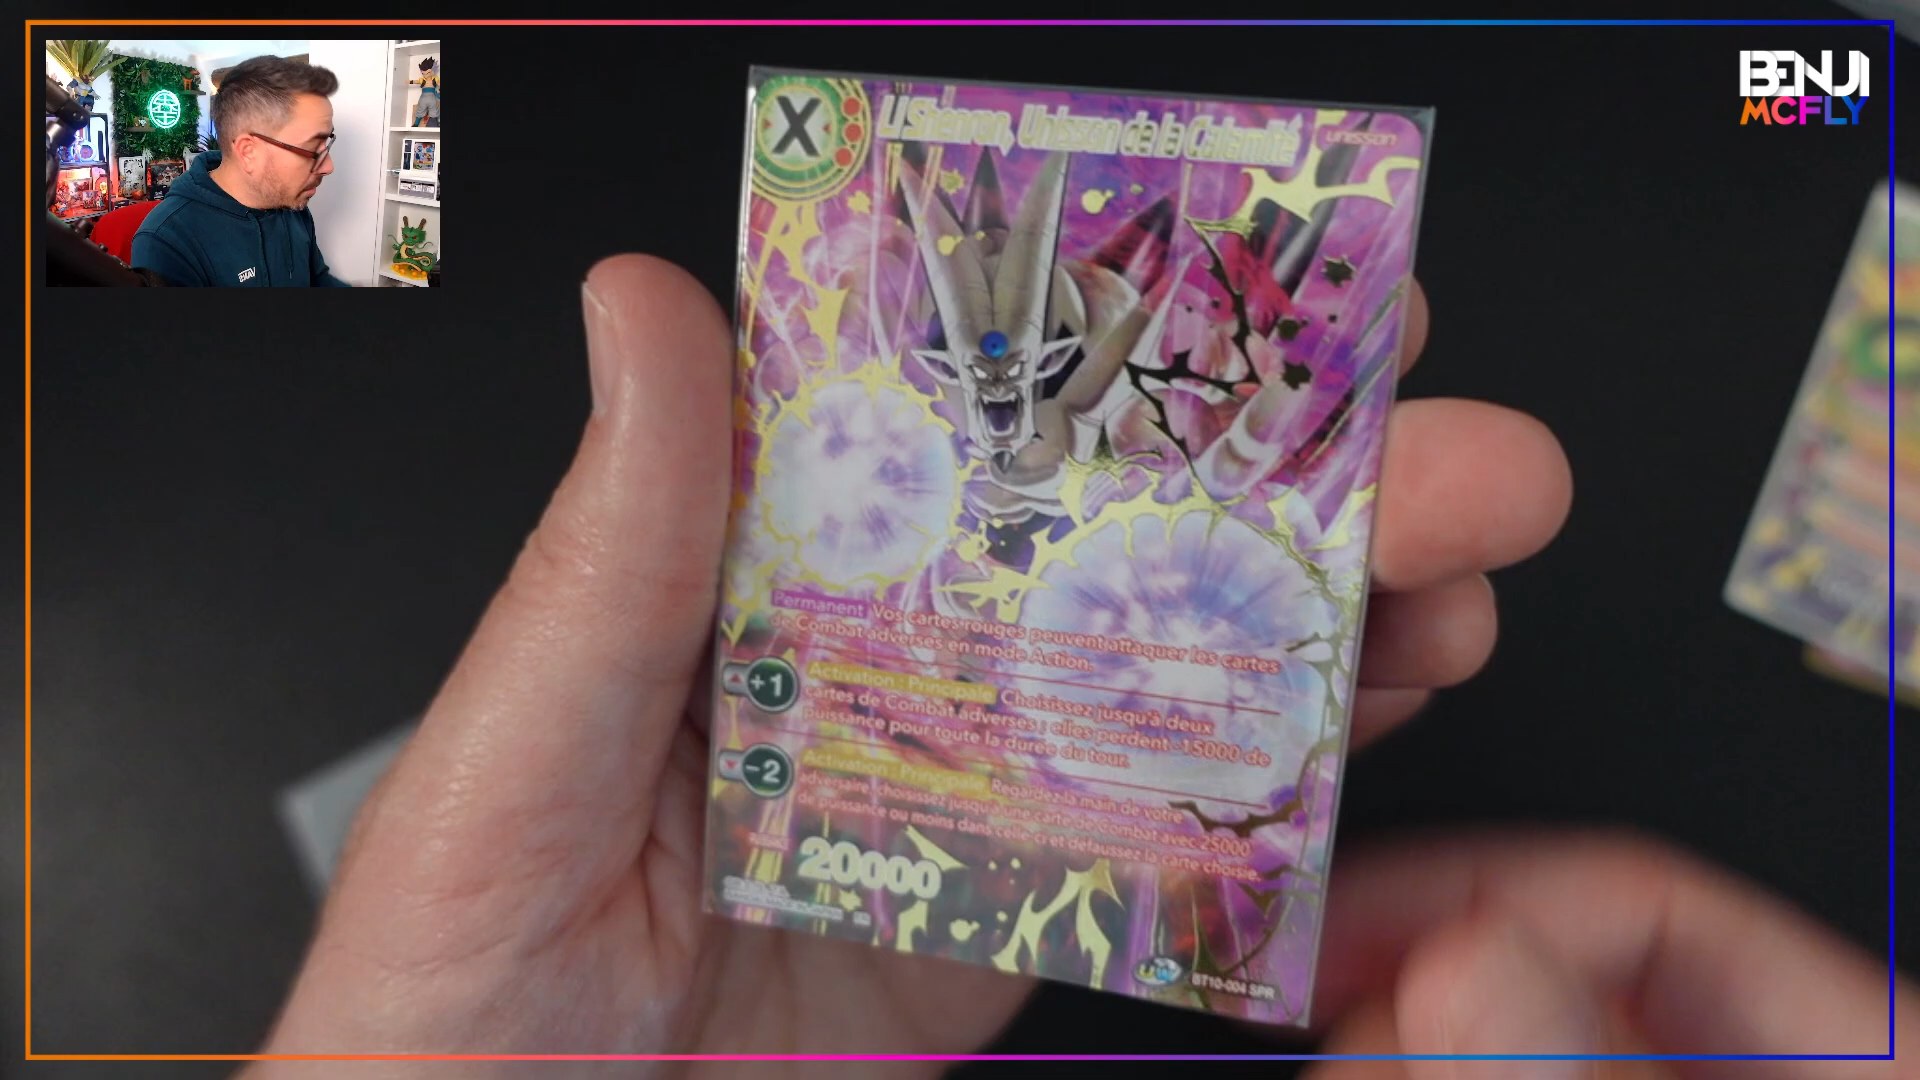 BENJI
MCFLY
X
Li Shenron, Unisson de la Calamité
unisson
Permanent Vos cartes rouges peuvent attaquer les cartes
de Combat adverses en mode Action.
+1
Activation : Principale Choisissez jusqu'à deux
cartes de Combat adverses ; elles perdent -15000 de
puissance pour toute la durée du tour.
-2
Activation : Principale Regardez la main de votre
adversaire, choisissez jusqu'à une carte de Combat avec 25000
de puissance ou moins dans celle-ci et défaussez la carte choisie.
20000
UW
BT10-004 SPR